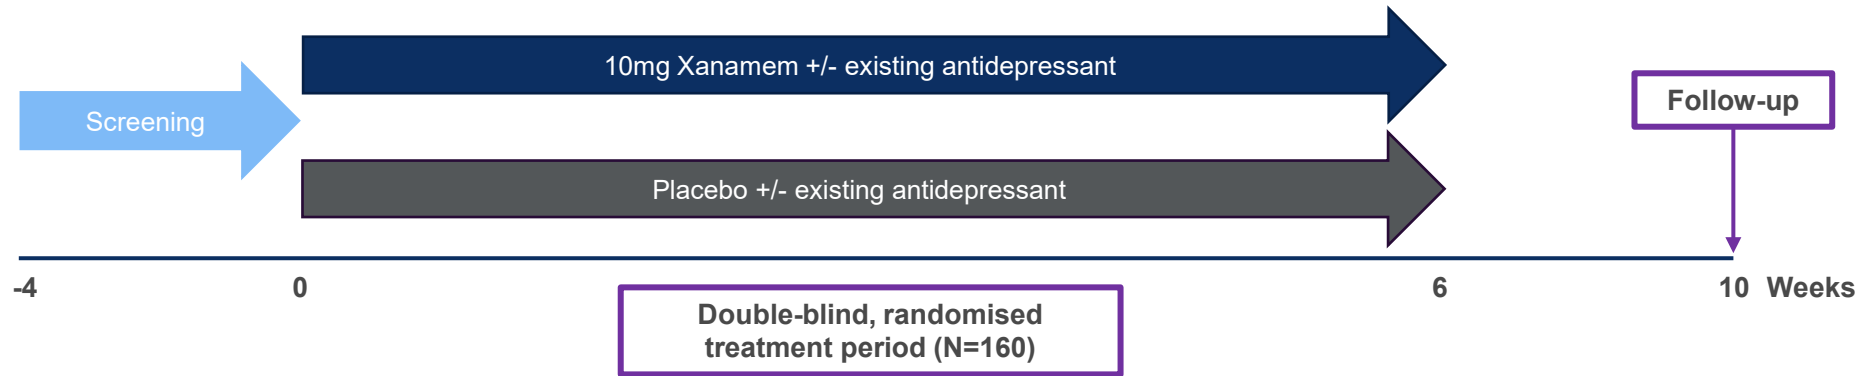 10mg Xanamem +/- existing antidepressant
Screening
Follow-up
Placebo +/- existing antidepressant
-4 0 6 10 Weeks
Double-blind, randomised
treatment period (N=160)